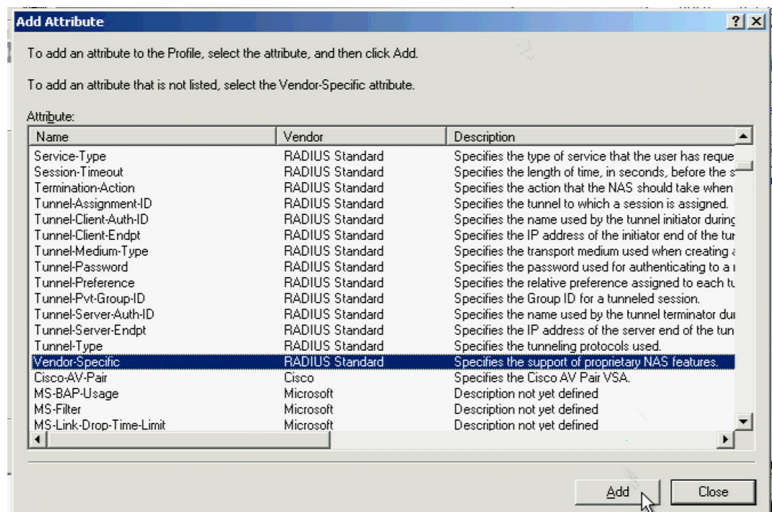 Add Attribute
To add an attribute to the Profile, select the attribute, and then click Add.
To add an attribute that is not listed, select the Vendor-Specific attribute.
Attribute:
Name Vendor Description
Service-Type RADIUS Standard Specifies the type of service that the user has reque
Session-Timeout RADIUS Standard Specifies the length of time, in seconds, before the s
Termination-Action RADIUS Standard Specifies the action that the NAS should take when
Tunnel-Assignment-ID RADIUS Standard Specifies the tunnel to which a session is assigned.
Tunnel-Client-Auth-ID RADIUS Standard Specifies the name used by the tunnel initiator during
Tunnel-Client-Endpt RADIUS Standard Specifies the IP address of the initiator end of the tur
Tunnel-Medium-Type RADIUS Standard Specifies the transport medium used when creating a
Tunnel-Password RADIUS Standard Specifies the password used for authenticating to a r
Tunnel-Preference RADIUS Standard Specifies the relative preference assigned to each tu
Tunnel-Pvt-Group-ID RADIUS Standard Specifies the Group ID for a tunneled session.
Tunnel-Server-Auth-ID RADIUS Standard Specifies the name used by the tunnel terminator dur
Tunnel-Server-Endpt RADIUS Standard Specifies the IP address of the server end of the tun
Tunnel-Type RADIUS Standard Specifies the tunneling protocols used.
Vendor-Specific RADIUS Standard Specifies the support of proprietary NAS features.
Cisco-AV-Pair Cisco Specifies the Cisco AV Pair VSA.
MS-BAP-Usage Microsoft Description not yet defined
MS-Filter Microsoft Description not yet defined
MS-Link-Drop-Time-Limit Microsoft Description not yet defined
Add Close